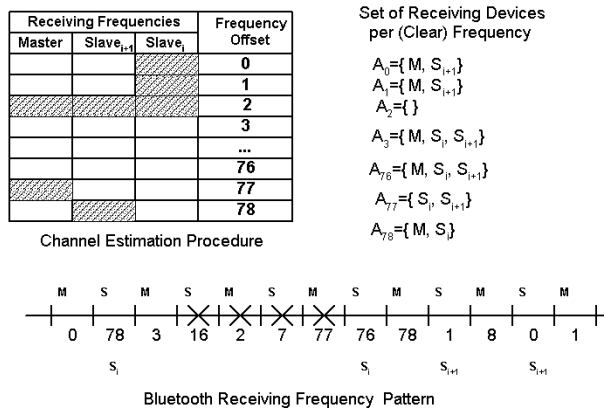 Receiving Frequencies
Frequency Offset
Master Slave i+1 Slave i
0
1
2
3
...
76
77
78
Channel Estimation Procedure
Set of Receiving Devices
per (Clear) Frequency
A0={ M, Si+1}
A1={ M, Si+1}
A2={ }
A3={ M, Si, Si+1}
A76={ M, Si, Si+1}
A77={ Si, Si+1}
A78={ M, Si}
M S M S M S M S M S M S M
0 78 3 16 2 7 77 76 78 1 8 0 1
Si Si Si+1 Si+1
Bluetooth Receiving Frequency Pattern